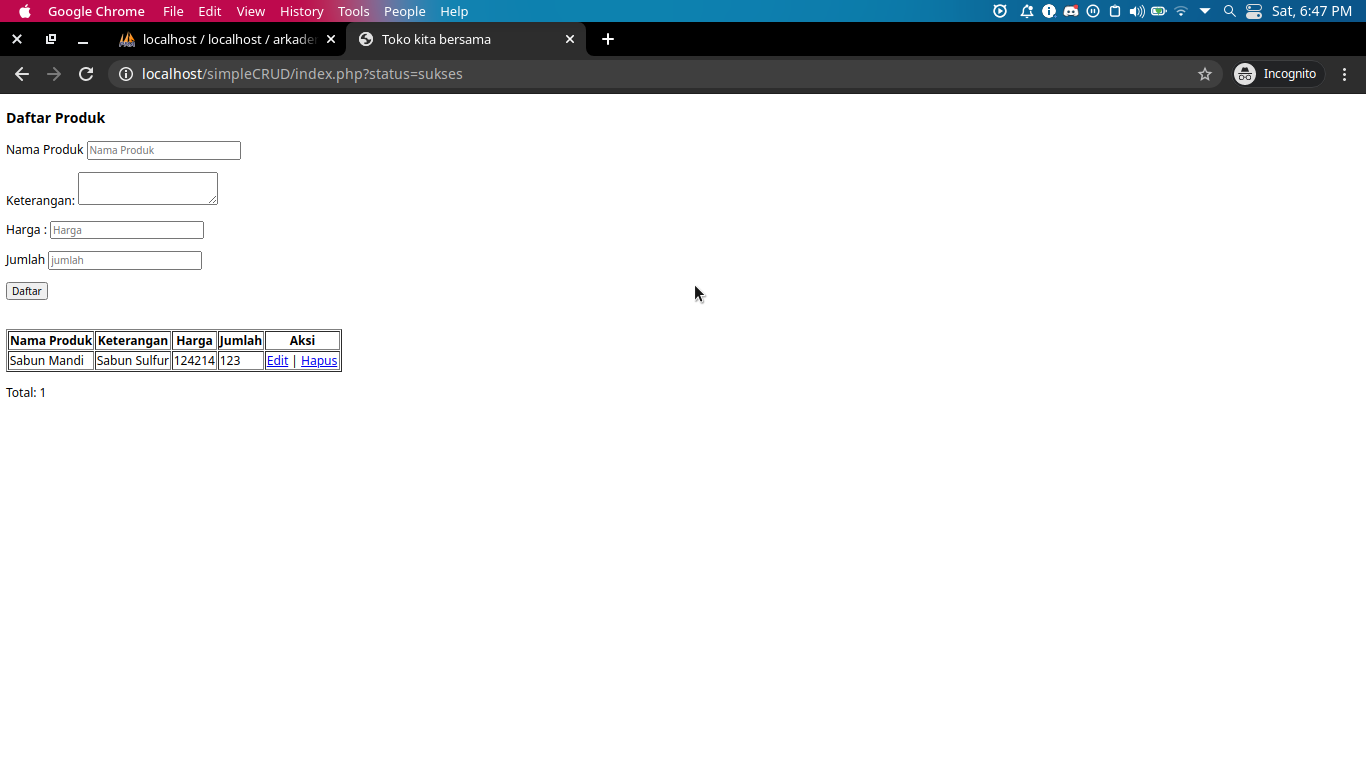 Google Chrome File Edit View History Tools People Help Sat, 6:47 PM
localhost / localhost / arkade Toko kita bersama
localhost/simpleCRUD/index.php?status=sukses Incognito
Daftar Produk
Nama Produk Nama Produk
Keterangan:
Harga : Harga
Jumlah jumlah
Daftar
Nama Produk Keterangan Harga Jumlah Aksi
Sabun Mandi Sabun Sulfur 124214 123 Edit | Hapus
Total: 1